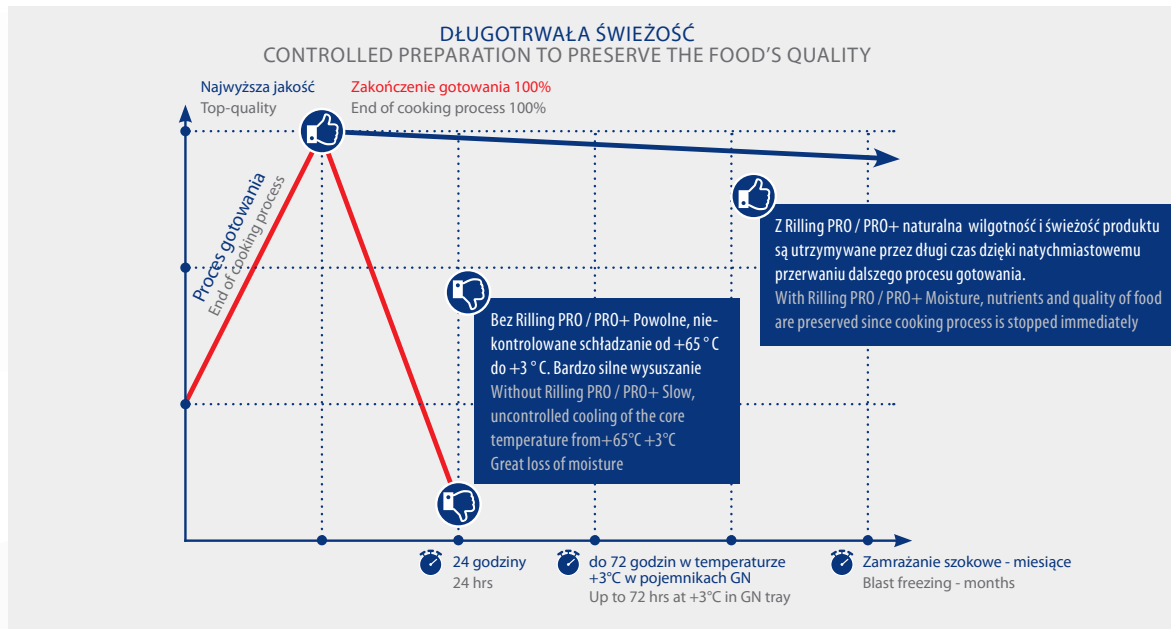 DŁUGOTRWAŁA ŚWIEŻOŚĆ
CONTROLLED PREPARATION TO PRESERVE THE FOOD'S QUALITY
Najwyższa jakość
Top-quality
Zakończenie gotowania 100%
End of cooking process 100%
Proces gotowania
End of cooking process
Z Rilling PRO / PRO+ naturalna wilgotność i świeżość produktu
są utrzymywane przez długi czas dzięki natychmiastowemu
przerwaniu dalszego procesu gotowania.
With Rilling PRO / PRO+ Moisture, nutrients and quality of food
are preserved since cooking process is stopped immediately
Bez Rilling PRO / PRO+ Powolne, nie-
kontrolowane schładzanie od +65 ° C
do +3 ° C. Bardzo silne wysuszanie
Without Rilling PRO / PRO+ Slow,
uncontrolled cooling of the core
temperature from+65°C +3°C
Great loss of moisture
24 godziny
24 hrs
do 72 godzin w temperaturze
+3°C w pojemnikach GN
Up to 72 hrs at +3°C in GN tray
Zamrażanie szokowe - miesiące
Blast freezing - months